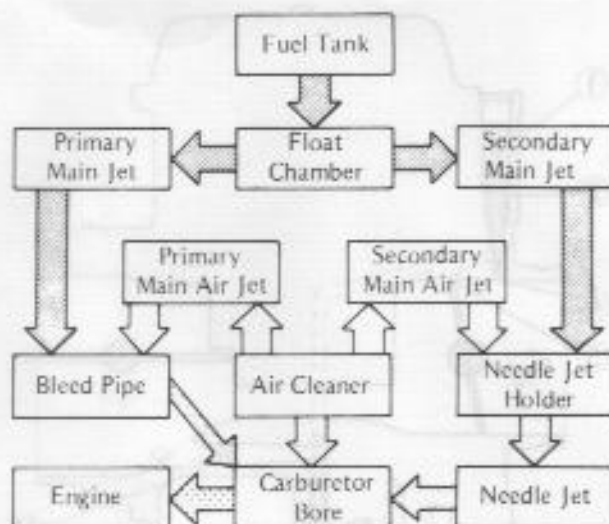 Fuel Tank
Primary
Main Jet
Float
Chamber
Secondary
Main Jet
Primary
Main Air Jet
Secondary
Main Air Jet
Bleed Pipe
Air Cleaner
Needle Jet
Holder
Engine
Carburetor
Bore
Needle Jet